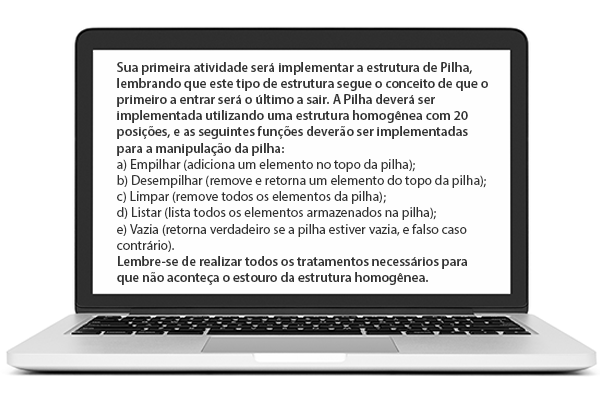 Sua primeira atividade será implementar a estrutura de Pilha,
lembrando que este tipo de estrutura segue o conceito de que o
primeiro a entrar será o último a sair. A Pilha deverá ser
implementada utilizando uma estrutura homogênea com 20
posições, e as seguintes funções deverão ser implementadas
para a manipulação da pilha:
a) Empilhar (adiciona um elemento no topo da pilha);
b) Desempilhar (remove e retorna um elemento do topo da pilha);
c) Limpar (remove todos os elementos da pilha);
d) Listar (lista todos os elementos armazenados na pilha);
e) Vazia (retorna verdadeiro se a pilha estiver vazia, e falso caso
contrário).
Lembre-se de realizar todos os tratamentos necessários para
que não aconteça o estouro da estrutura homogênea.